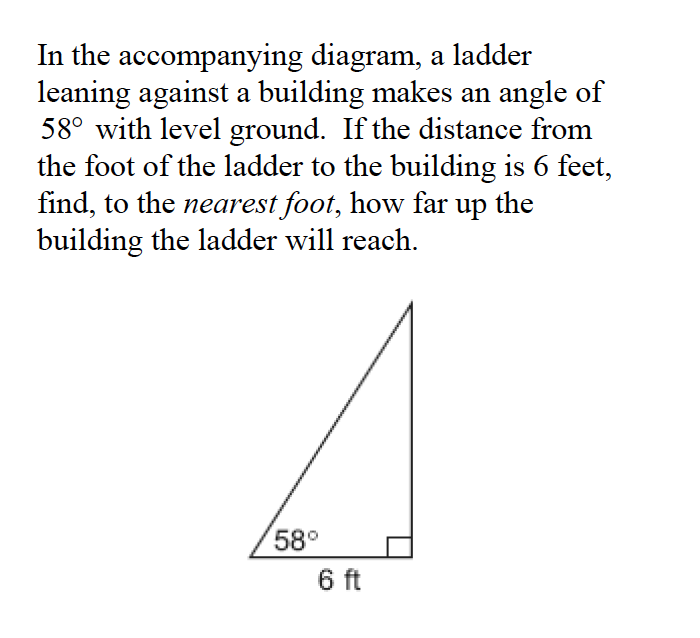 In the accompanying diagram, a ladder
leaning against a building makes an angle of
58° with level ground. If the distance from
the foot of the ladder to the building is 6 feet,
find, to the nearest foot, how far up the
building the ladder will reach.
58°
6 ft